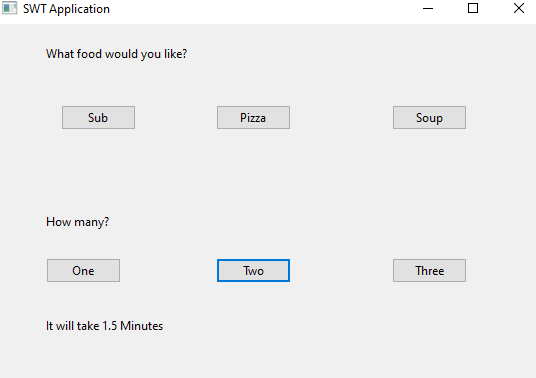 SWT Application
What food would you like?
Sub Pizza Soup
How many?
One Two Three
It will take 1.5 Minutes